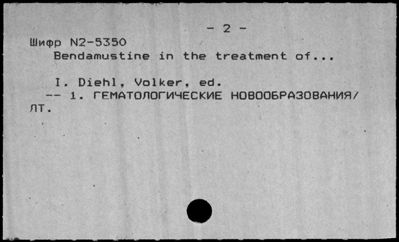 - 2 -
Шифр N2-5350
Bendamustine in the treatment of...
I. Diehl, Volker, ed.
-- 1. ГЕМАТОЛОГИЧЕСКИЕ НОВООБРАЗОВАНИЯ/
ЛТ.